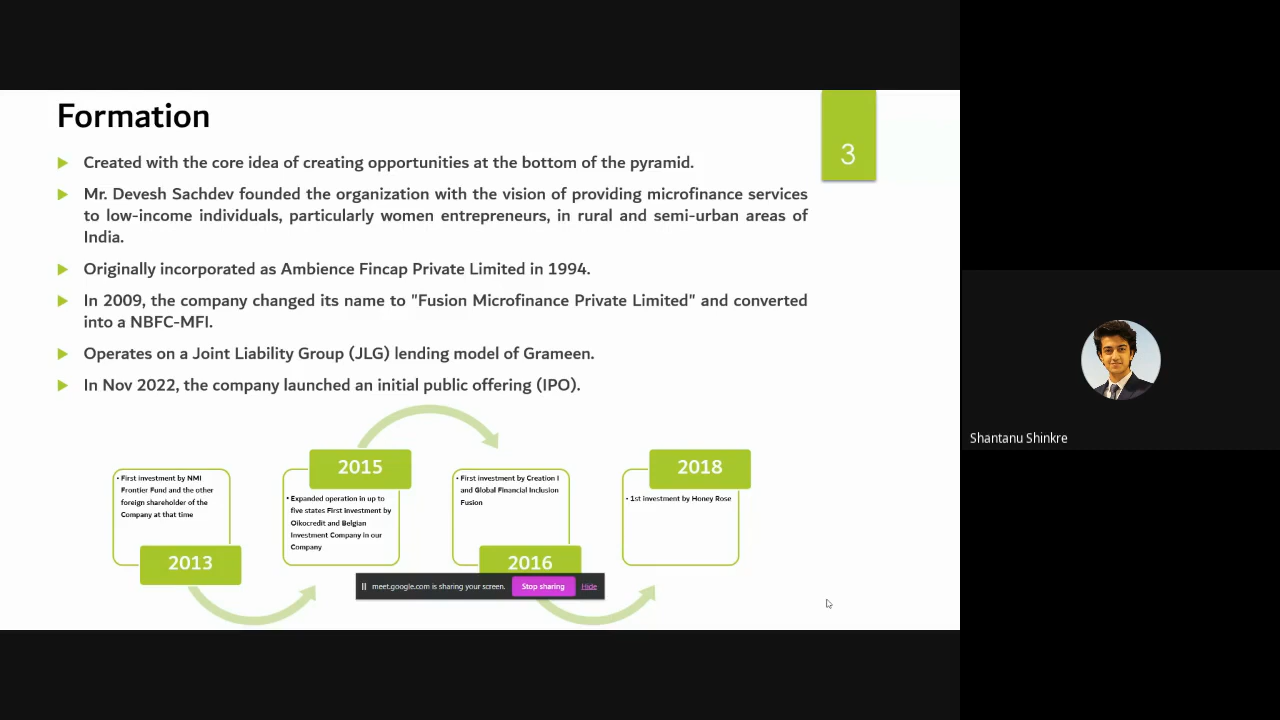 Formation
3
Created with the core idea of creating opportunities at the bottom of the pyramid.
Mr. Devesh Sachdev founded the organization with the vision of providing microfinance services
to low-income individuals, particularly women entrepreneurs, in rural and semi-urban areas of
India.
Originally incorporated as Ambience Fincap Private Limited in 1994.
In 2009, the company changed its name to "Fusion Microfinance Private Limited" and converted
into a NBFC-MFI.
Operates on a Joint Liability Group (JLG) lending model of Grameen.
In Nov 2022, the company launched an initial public offering (IPO).
• First investment by NMI
Frontier Fund and the other
foreign shareholder of the
Company at that time
2013
2015
• Expanded operation in up to
five states First Investment by
Oikocredit and Belgian
Investment Company in our
Company
• First investment by Creation I
and Global Financial Inclusion
Fusion
2016
2018
• 1st investment by Honey Rose
meet.google.com is sharing your screen.
Stop sharing
Hide
Shantanu Shinkre